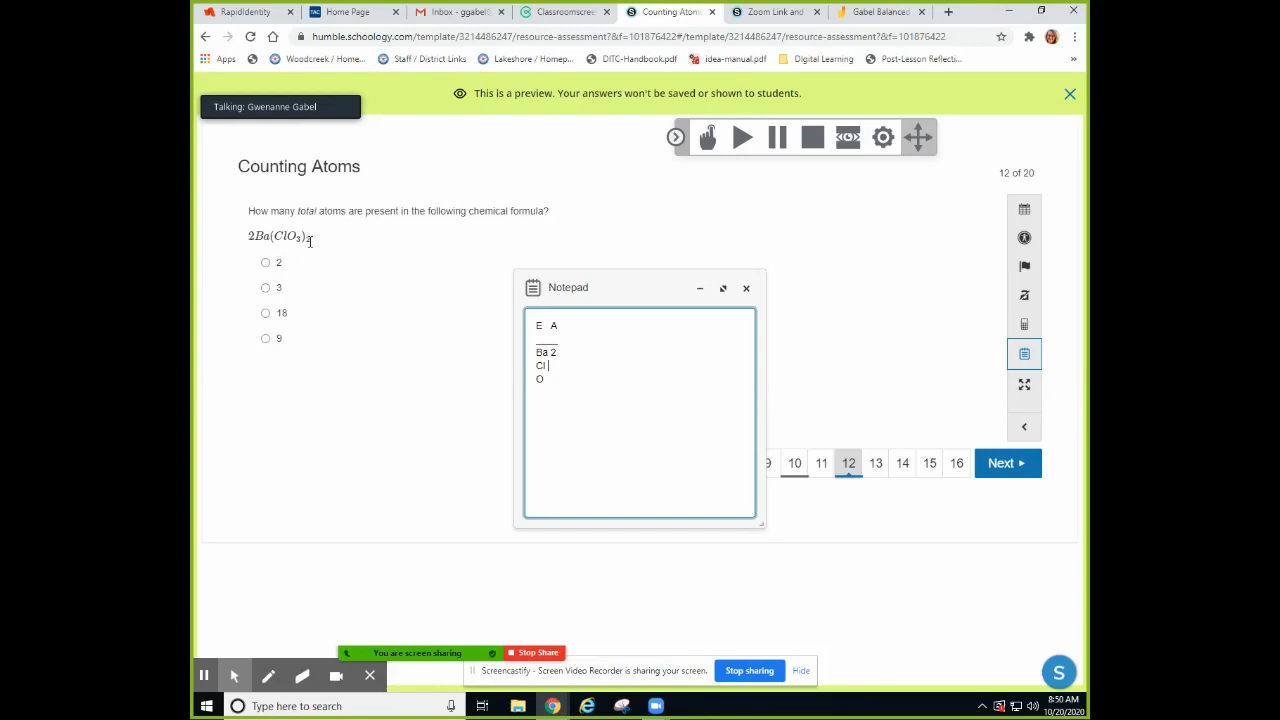 RapidIdentity
Home Page
Inbox - ggabel@
Classroomscreen
Counting Atoms
Zoom Link and
Gabel Balanced
humble.schoology.com/template/3214486247/resource-assessment?&f=101876422#/template/3214486247/resource-assessment?&f=101876422
Apps
Woodcreek / Home...
Staff / District Links
Lakeshore / Homep...
DITC-Handbook.pdf
idea-manual.pdf
Digital Learning
Post-Lesson Reflecti...
»
This is a preview. Your answers won't be saved or shown to students.
Talking: Gwenanne Gabel
Counting Atoms
12 of 20
How many total atoms are present in the following chemical formula?
2Ba(ClO₃)₂
2
3
18
9
Notepad
E A
Ba 2
Cl
O
9 10 11 12 13 14 15 16 Next
You are screen sharing
Stop Share
Screencastify - Screen Video Recorder is sharing your screen.
Stop sharing
Hide
S
Type here to search
8:50 AM
10/20/2020